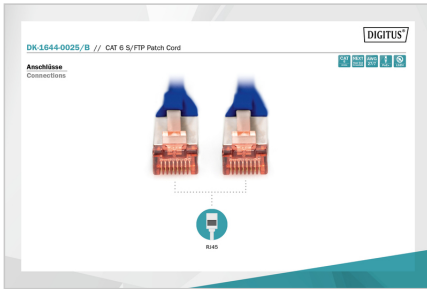 DIGITUS®
DK-1644-0025/B // CAT 6 S/FTP Patch Cord
Anschlüsse
Connections
RJ45